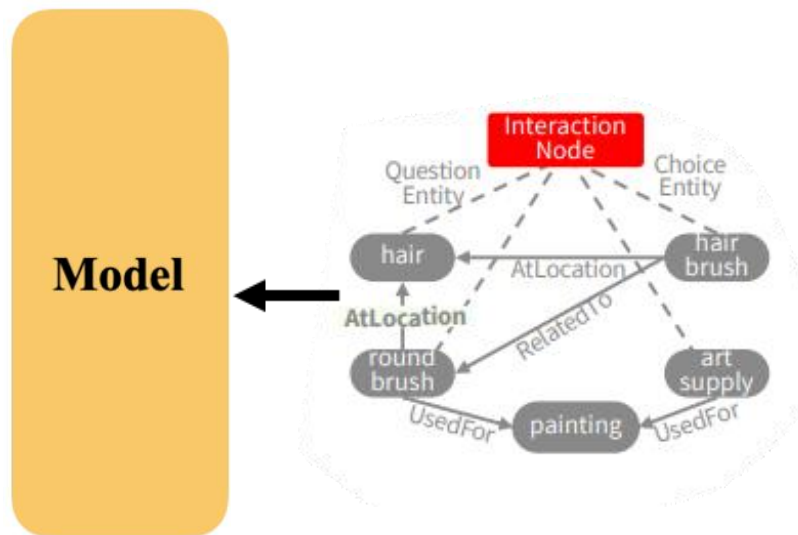 Interaction
Node
Question
Entity
Choice
Entity
hair
hair
brush
AtLocation
Model
AtLocation
RelatedTo
round
brush
art
supply
UsedFor
painting
UsedFor